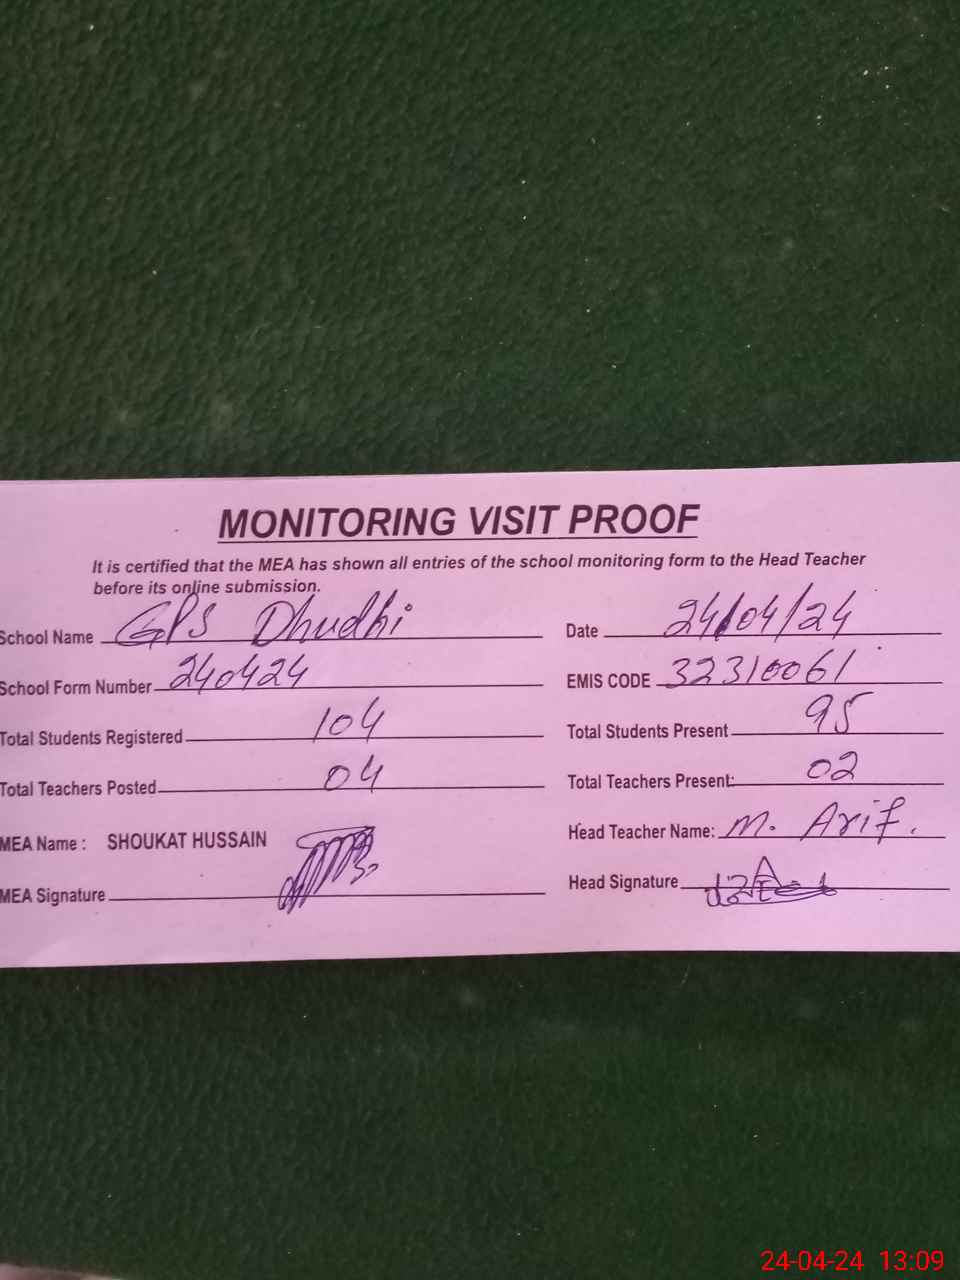 MONITORING VISIT PROOF
It is certified that the MEA has shown all entries of the school monitoring form to the Head Teacher
before its online submission.
School Name GPS Dhudhi Date 24/04/24
School Form Number 240424 EMIS CODE 32310061
Total Students Registered 104 Total Students Present 95
Total Teachers Posted 04 Total Teachers Present: 02
MEA Name : SHOUKAT HUSSAIN Head Teacher Name: M. Arif.
MEA Signature Head Signature
24-04-24 13:09